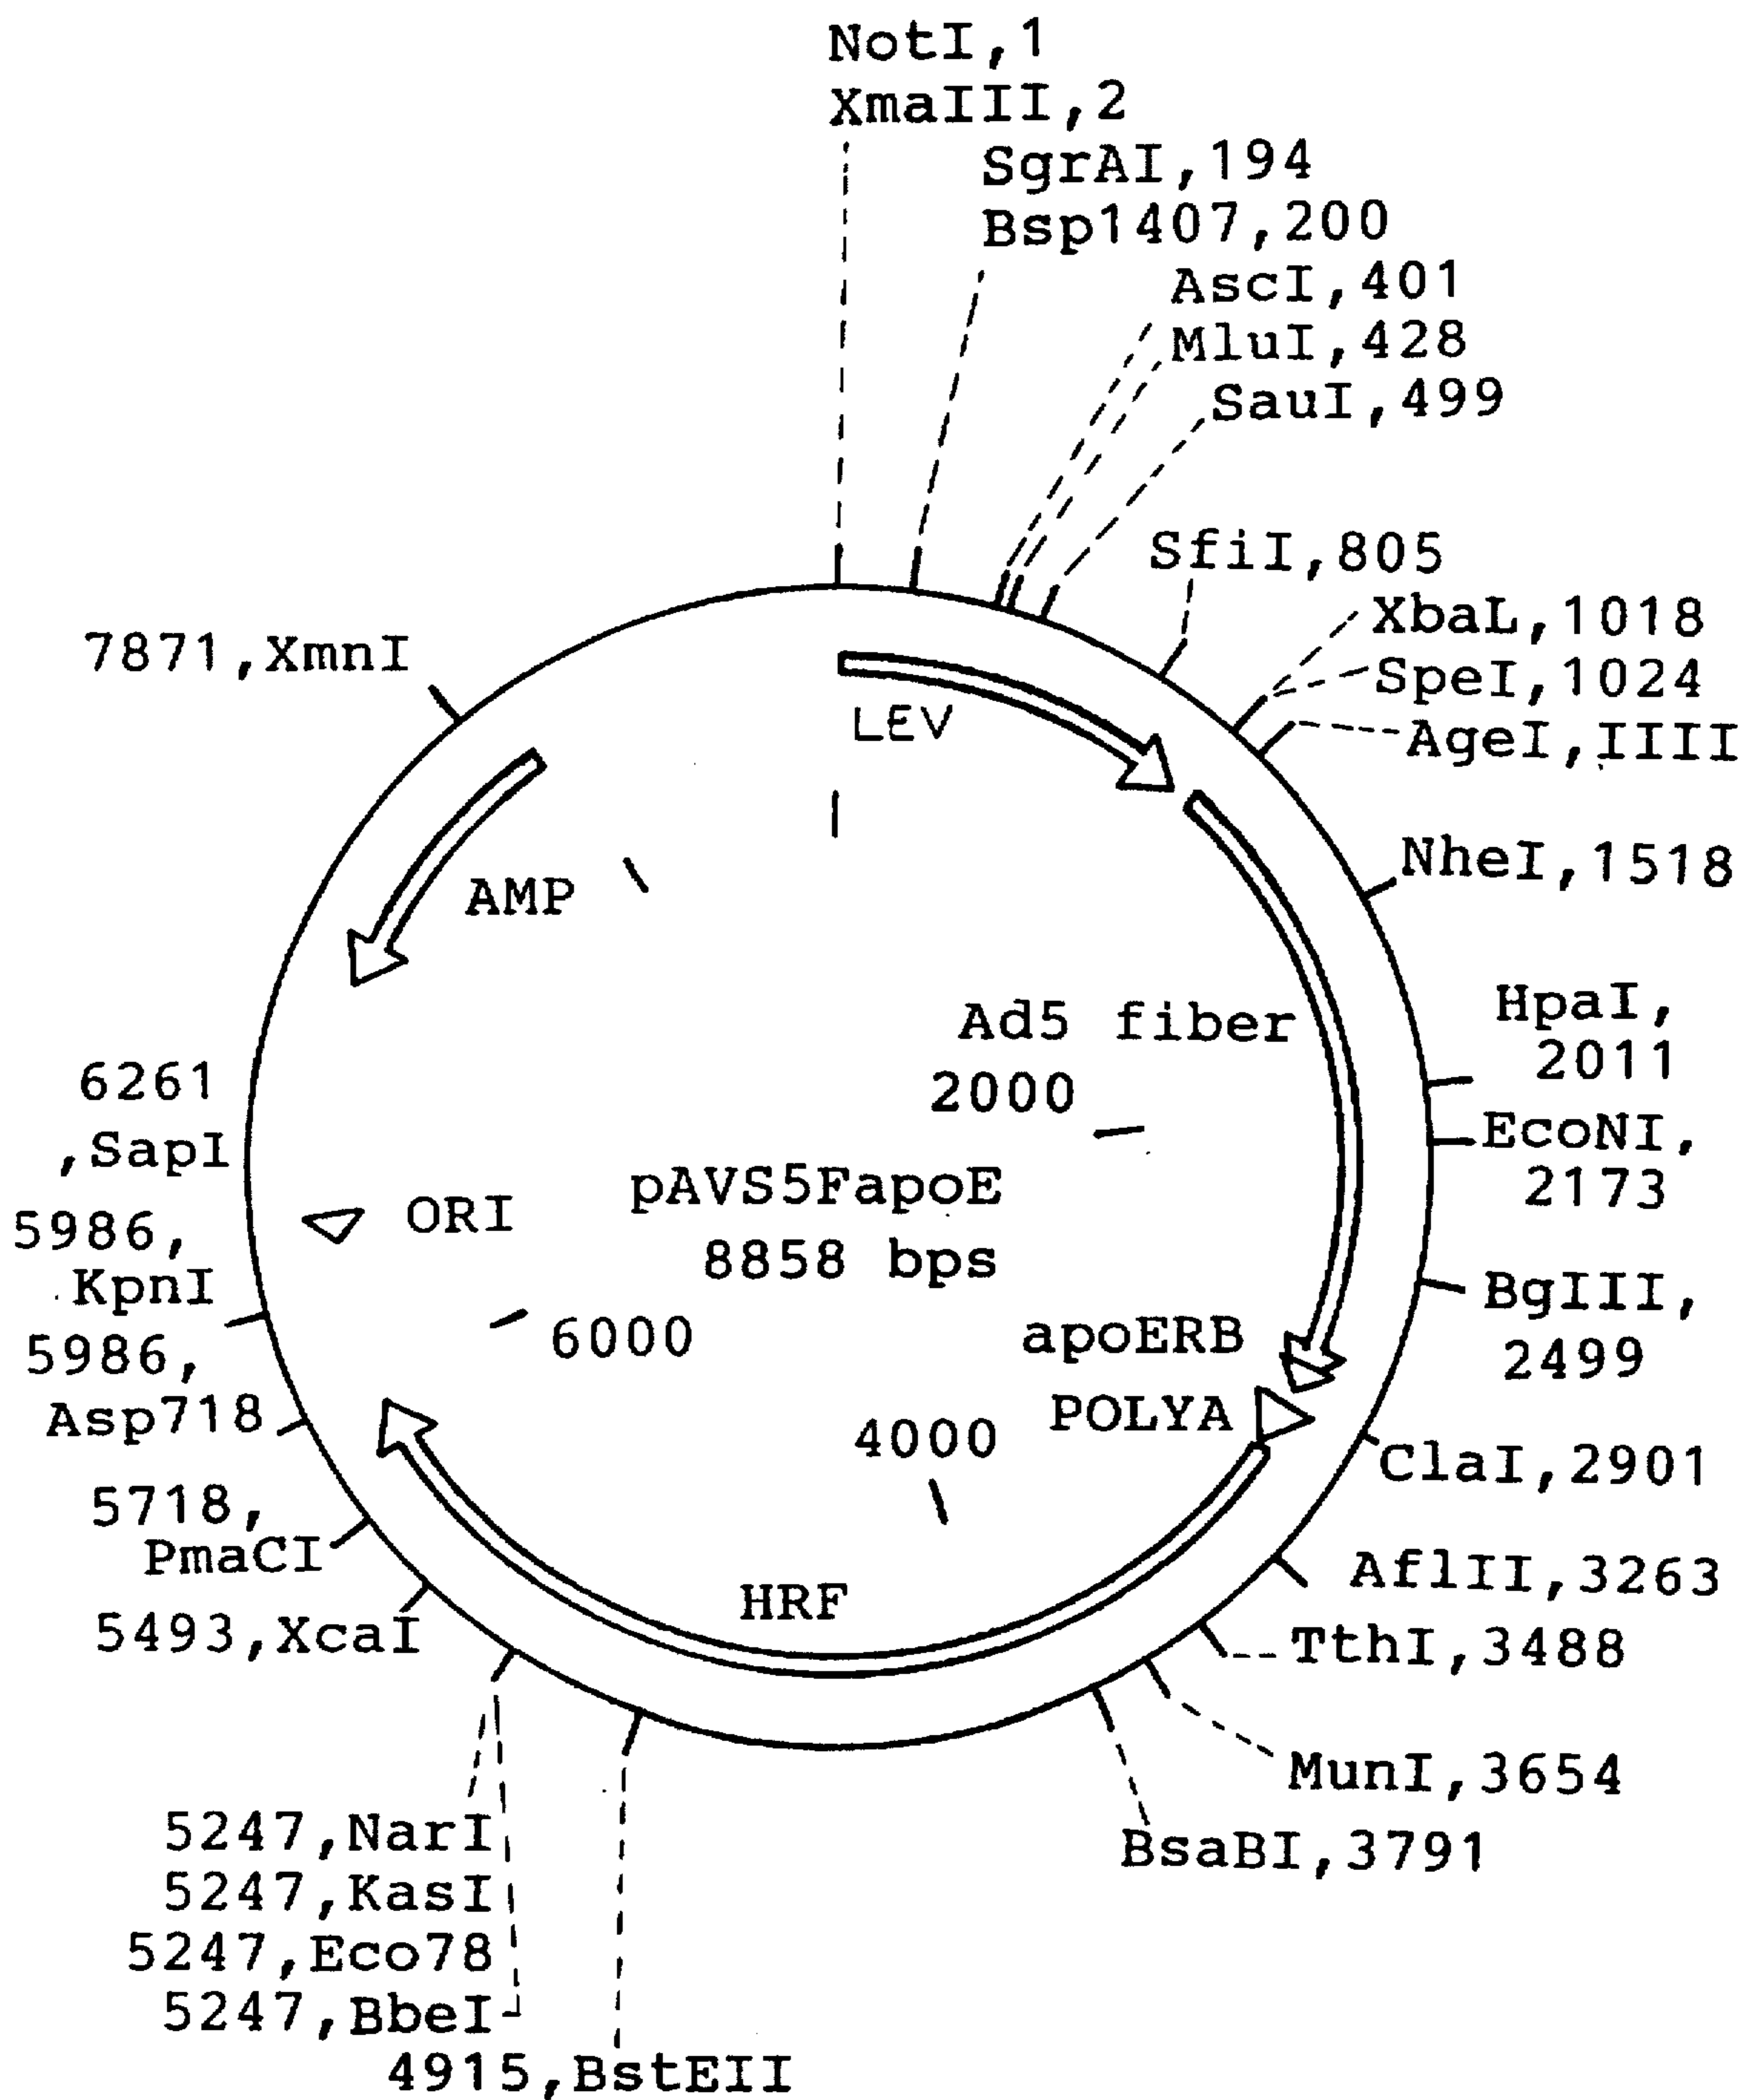 NotI,1
XmaIII,2
SgrAI,194
Bsp1407,200
AscI,401
MluI,428
SauI,499
SfiI,805
XbaL,1018
SpeI,1024
AgeI,IIII
NheI,1518
HpaI,
2011
EcoNI,
2173
BgIII,
2499
ClaI,2901
AflII,3263
TthI,3488
MunI,3654
BsaBI,3791
4915,BstEII
5247,NarI
5247,KasI
5247,Eco78
5247,BbeI
5493,XcaI
5718,
PmaCI
5986,
Asp718
5986,
KpnI
6261
,SapI
7871,XmnI
LEV
AMP
Ad5 fiber
2000
pAVS5FapoE
8858 bps
ORI
6000
apoERB
POLYA
4000
HRF